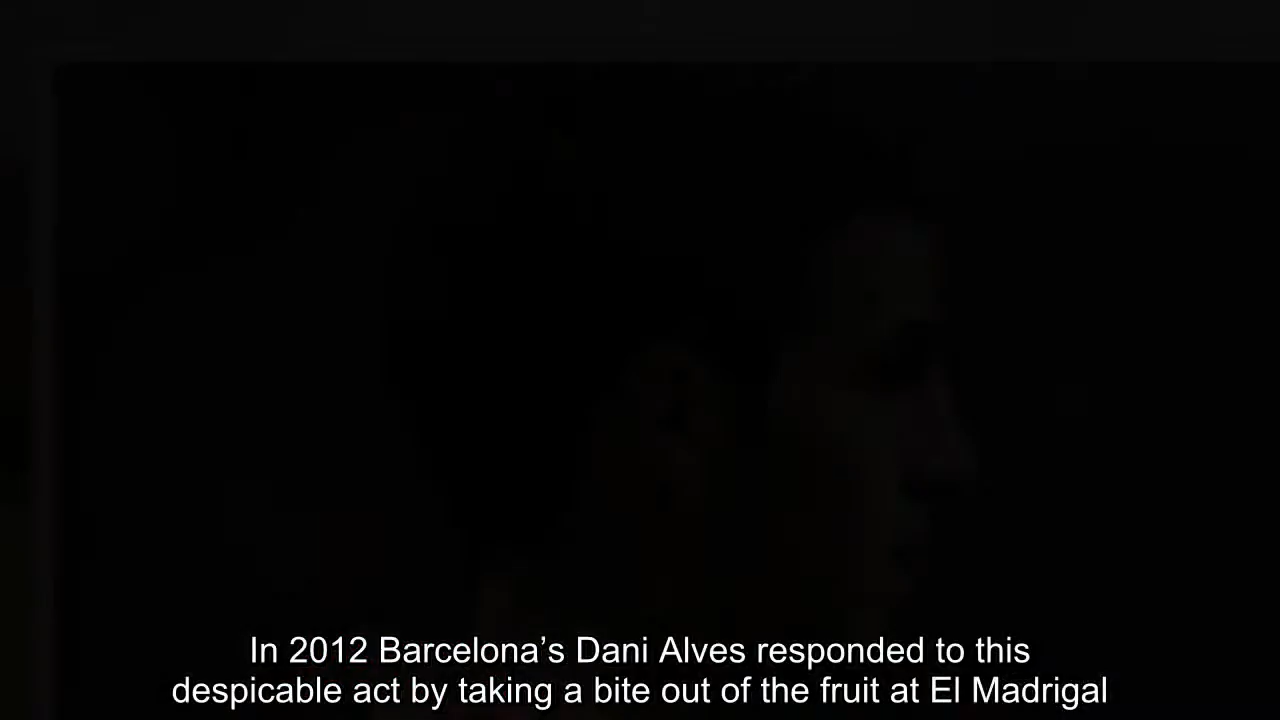 In 2012 Barcelona’s Dani Alves responded to this
despicable act by taking a bite out of the fruit at El Madrigal